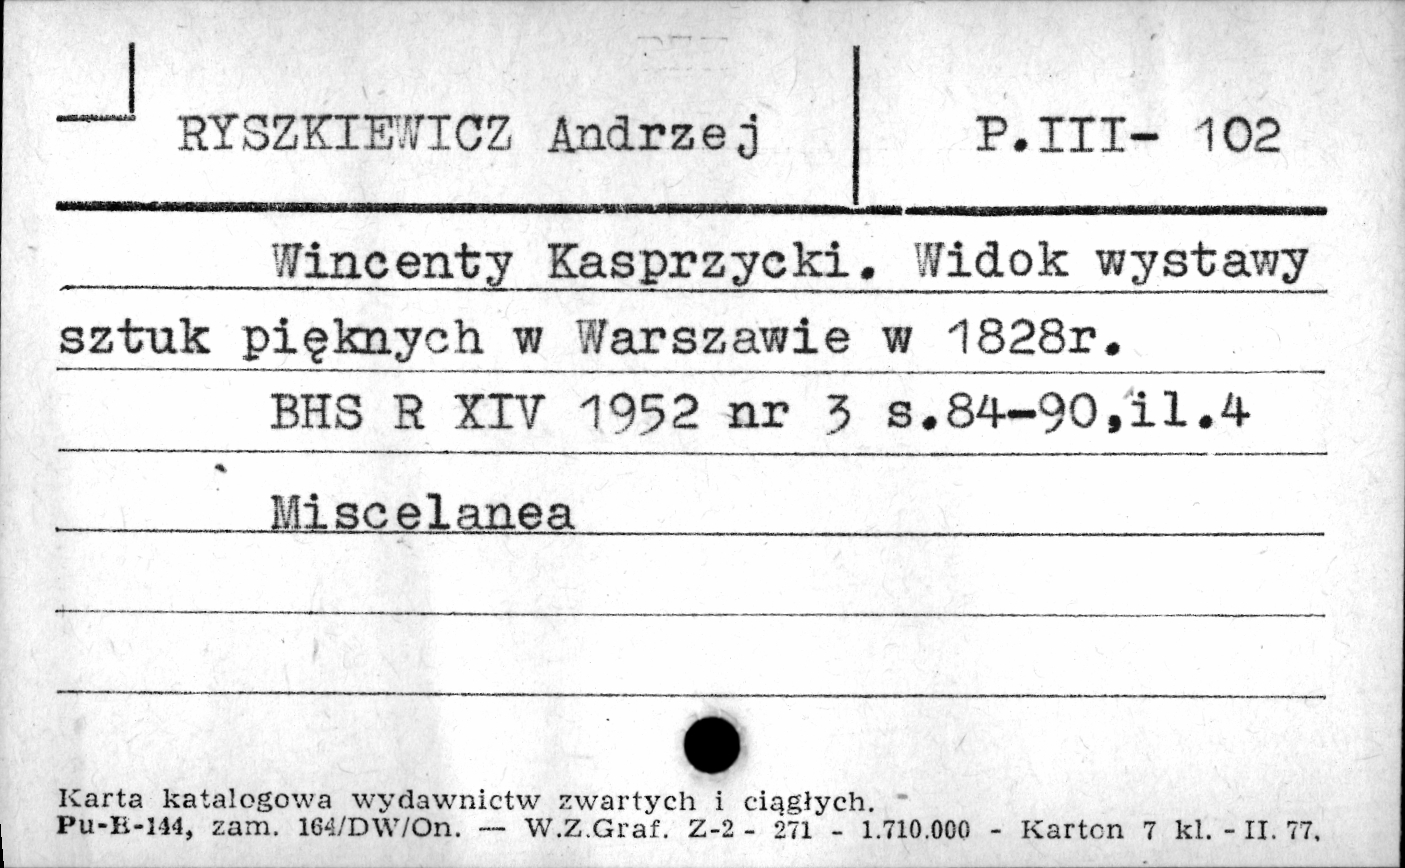 RYSZKIEWICZ Andrzej P.III- 102
Wincenty Kasprzycki. Widok wystawy
sztuk pięknych w Warszawie w 1828r.
BHS R XIV 1952 nr 3 s.84-90,il.4
Miscelanea
Karta katalogowa wydawnictw zwartych i ciągłych.
Pu-K-144, zam. 164/DW/On. — W.Z.Graf. Z-2 - 271 - 1.710.000 - Karton 7 kl. - II. 77.